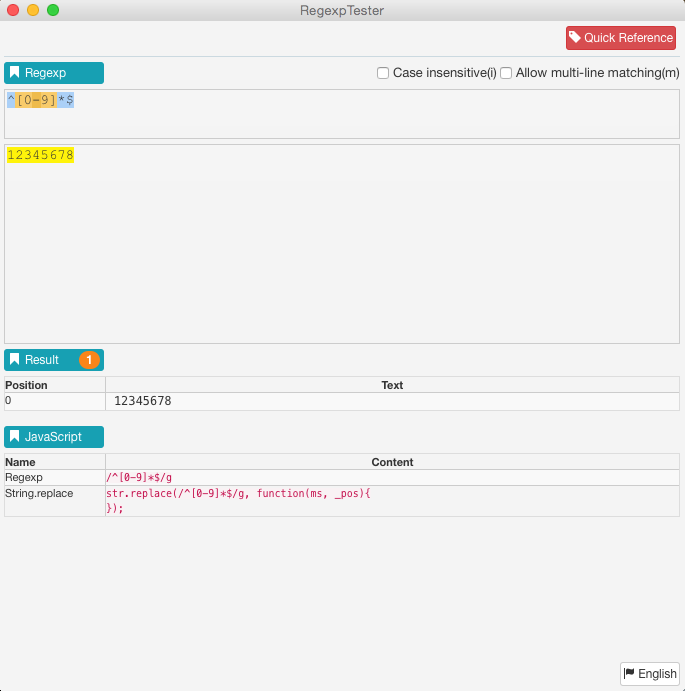 RegexpTester
Quick Reference
Regexp
Case insensitive(i) Allow multi-line matching(m)
^[0-9]*$
12345678
Result 1
Position Text
0 12345678
JavaScript
Name Content
Regexp /^[0-9]*$/g
String.replace str.replace(/^[0-9]*$/g, function(ms, _pos){
});
English